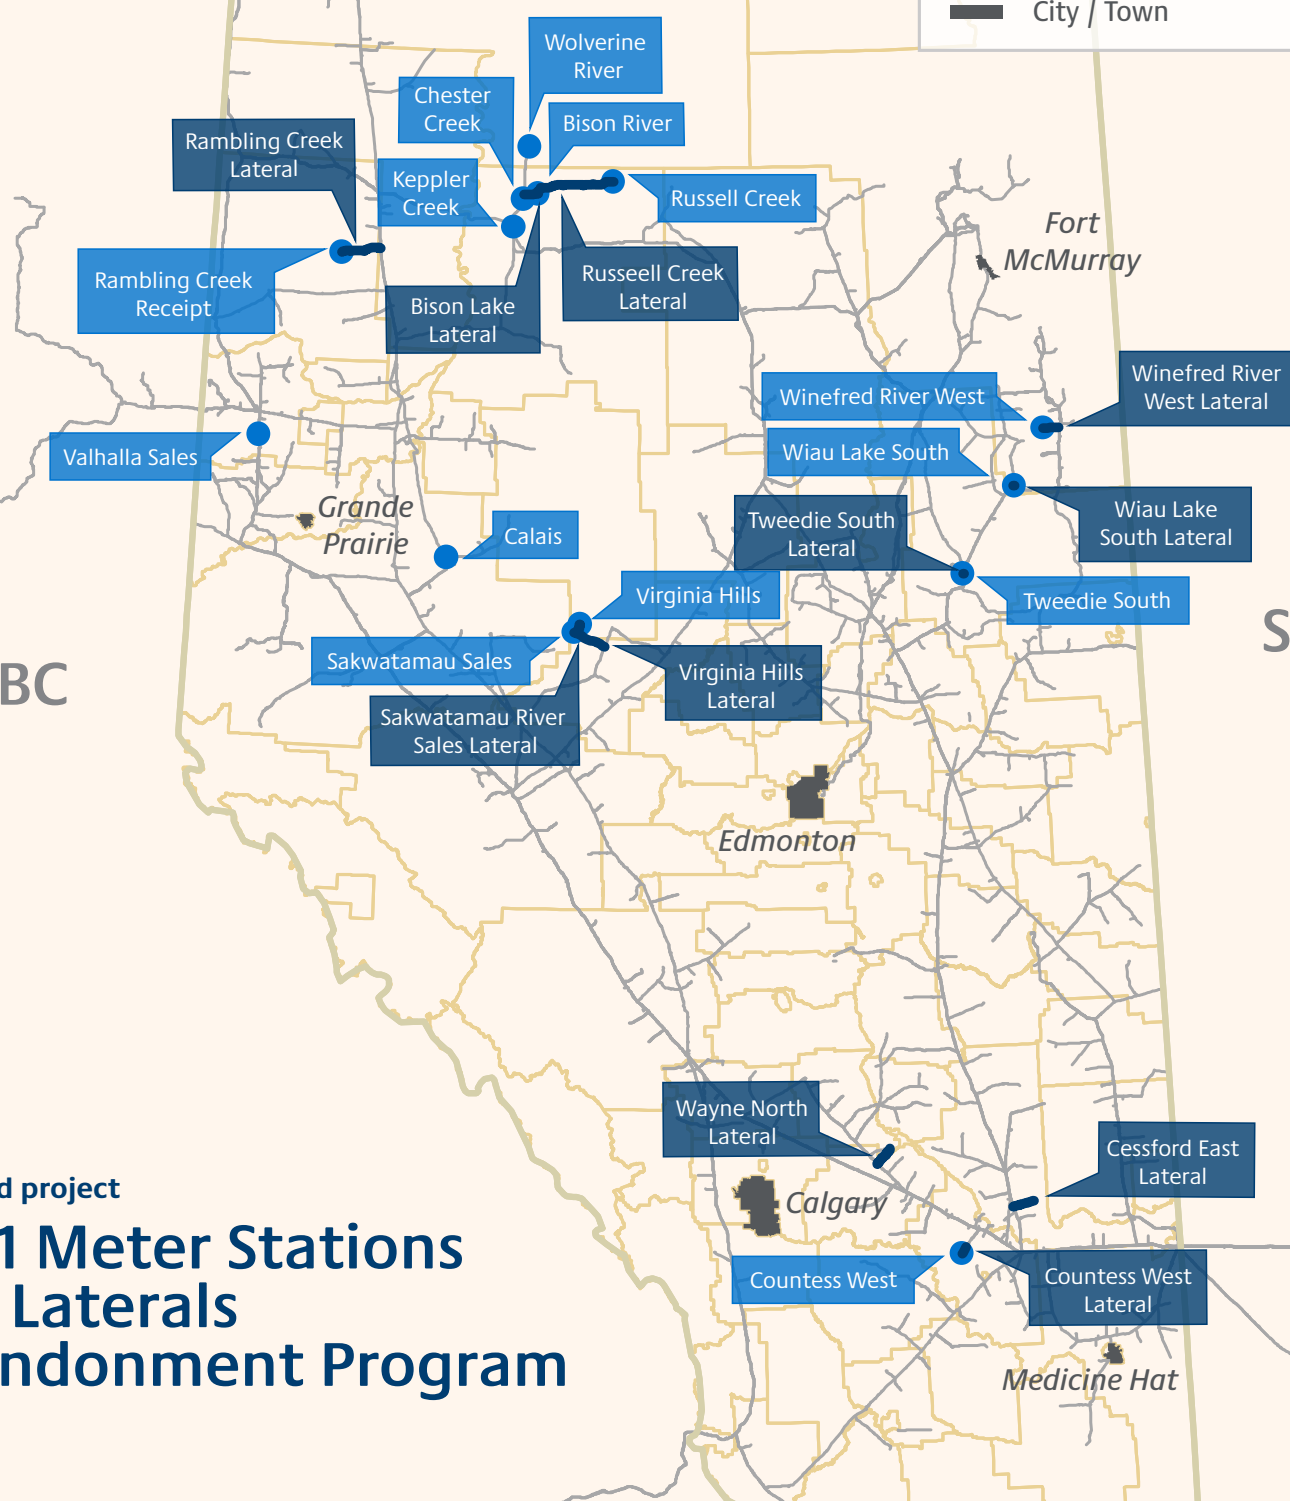 City / Town
Wolverine
River
Chester
Creek
Bison River
Rambling Creek
Lateral
Keppler
Creek
Russell Creek
Fort
McMurray
Rambling Creek
Receipt
Russeell Creek
Lateral
Bison Lake
Lateral
Winefred River
West Lateral
Winefred River West
Valhalla Sales
Wiau Lake South
Grande
Prairie
Tweedie South
Lateral
Wiau Lake
South Lateral
Calais
Virginia Hills
Tweedie South
S
BC
Sakwatamau Sales
Virginia Hills
Lateral
Sakwatamau River
Sales Lateral
Edmonton
Wayne North
Lateral
Cessford East
Lateral
Calgary
d project
1 Meter Stations
Laterals
ndonment Program
Countess West
Countess West
Lateral
Medicine Hat